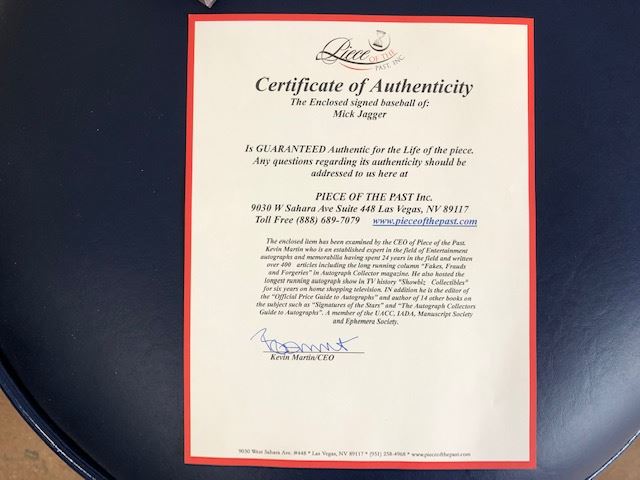 Piece OF THE
PAST, INC.
Certificate of Authenticity
The Enclosed signed baseball of:
Mick Jagger
Is GUARANTEED Authentic for the Life of the piece.
Any questions regarding its authenticity should be
addressed to us here at
PIECE OF THE PAST Inc.
9030 W Sahara Ave Suite 448 Las Vegas, NV 89117
Toll Free (888) 689-7079 www.pieceofthepast.com
The enclosed item has been examined by the CEO of Piece of the Past.
Kevin Martin who is an established expert in the field of Entertainment
autographs and memorabilia having spent 24 years in the field and written
over 400 articles including the long running column "Fakes, Frauds
and Forgeries" in Autograph Collector magazine. He also hosted the
longest running autograph show in TV history "Showbiz Collectibles"
for six years on home shopping television. IN addition he is the editor of
the "Official Price Guide to Autographs" and author of 14 other books on
the subject such as "Signatures of the Stars" and "The Autograph Collectors
Guide to Autographs". A member of the UACC, IADA, Manuscript Society
and Ephemera Society.
Kevin Martin/CEO
9030 West Sahara Ave. #448 * Las Vegas, NV 89117 * (951) 258-4968 * www.pieceofthepast.com